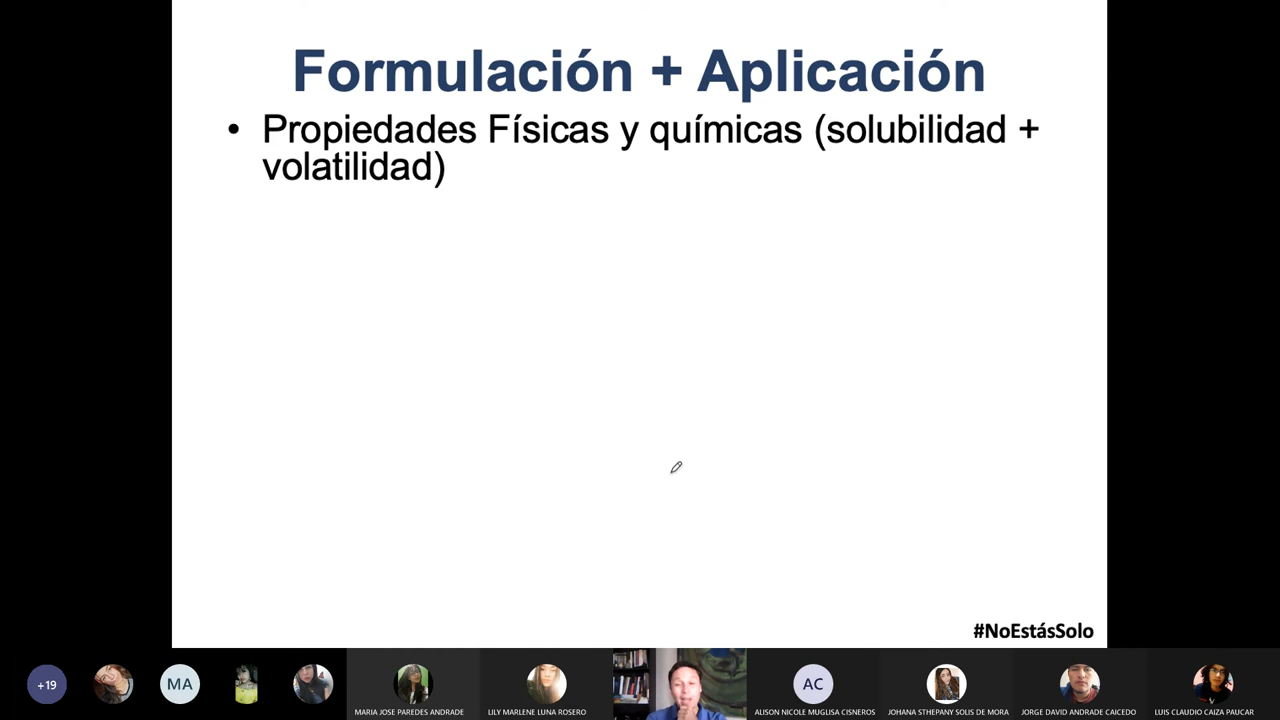 Formulación + Aplicación
• Propiedades Físicas y químicas (solubilidad +
volatilidad)
#NoEstásSolo
+19
MA
MARIA JOSE PAREDES ANDRADE
LILY MARLENE LUNA ROSERO
AC
ALISON NICOLE MUGLISA CISNEROS
JOHANA STHEPANY SOLIS DE MORA
JORGE DAVID ANDRADE CAICEDO
LUIS CLAUDIO CAIZA PAUCAR